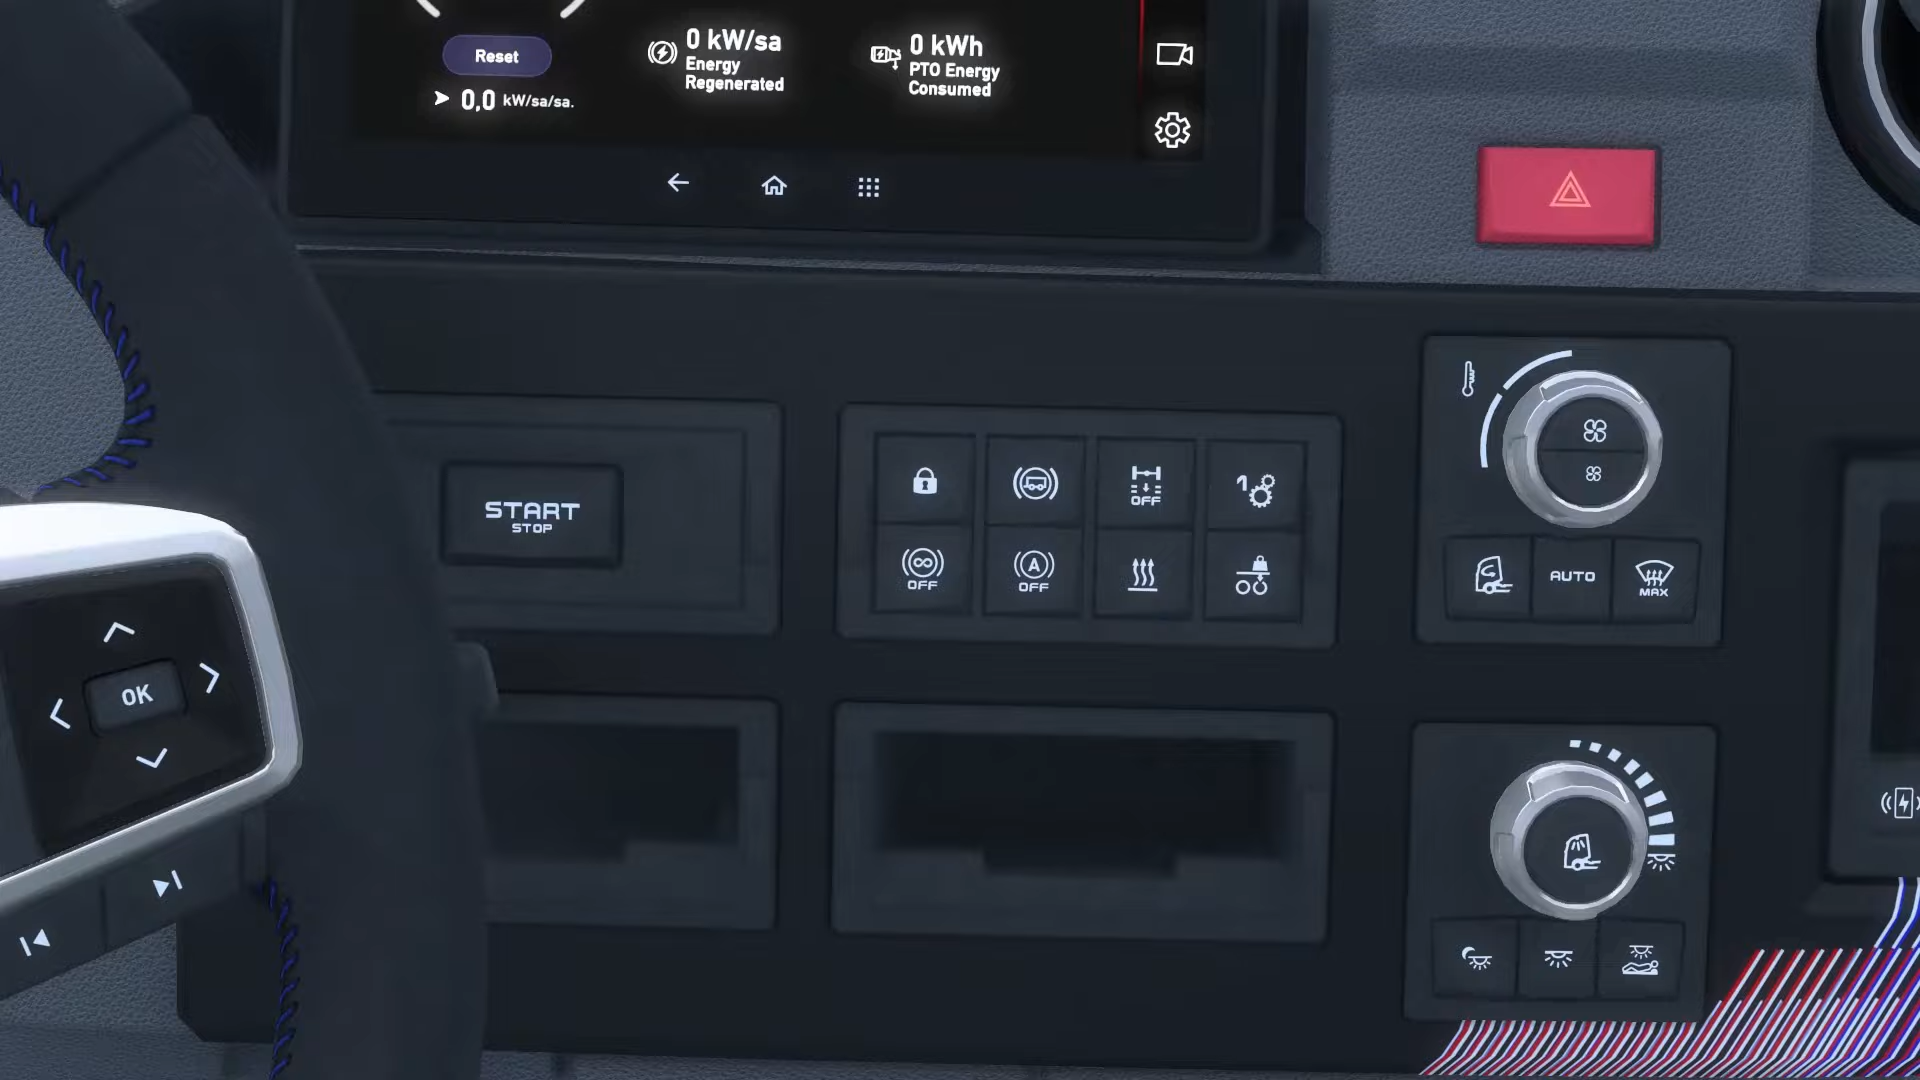 Reset
0,0 kW/sa/sa.
0 kW/sa
Energy
Regenerated
0 kWh
PTO Energy
Consumed
START
STOP
OFF
1
OFF
A
OFF
AUTO
MAX
OK